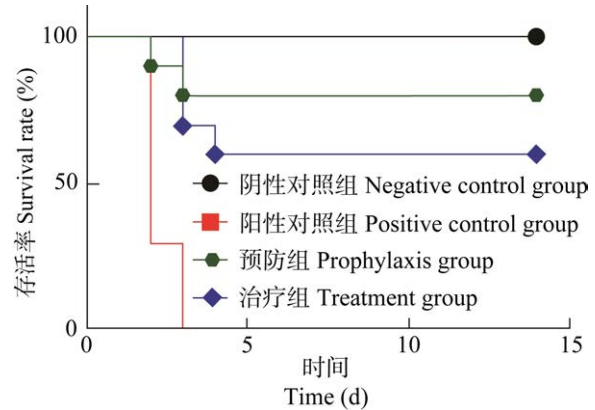 存活率 Survival rate (%)
100
50
0
阴性对照组 Negative control group
阳性对照组 Positive control group
预防组 Prophylaxis group
治疗组 Treatment group
0
5
10
15
时间
Time (d)